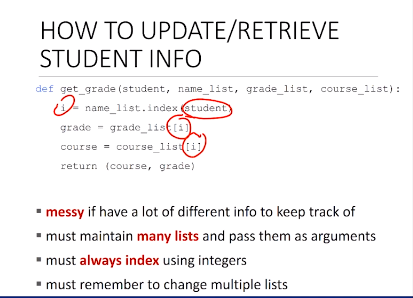 HOW TO UPDATE/RETRIEVE
STUDENT INFO
def get_grade(student, name_list, grade_list, course_list):
i = name_list.index(student)
grade = grade_list[i]
course = course_list[i]
return (course, grade)
▪ messy if have a lot of different info to keep track of
▪ must maintain many lists and pass them as arguments
▪ must always index using integers
▪ must remember to change multiple lists